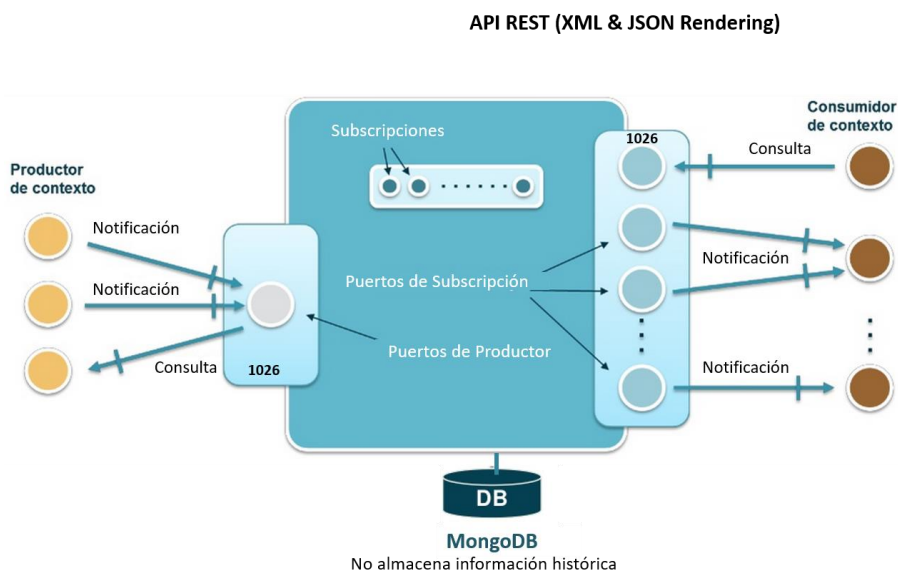 API REST (XML & JSON Rendering)
Consumidor
de contexto
Subscripciones
1026
Consulta
Productor
de contexto
Notificación
Notificación
Puertos de Subscripción
Notificación
Puertos de Productor
Consulta
1026
Notificación
DB
MongoDB
No almacena información histórica